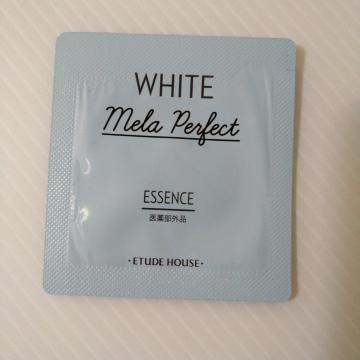 WHITE
Mela Perfect
ESSENCE
医薬部外品
·ETUDE HOUSE·